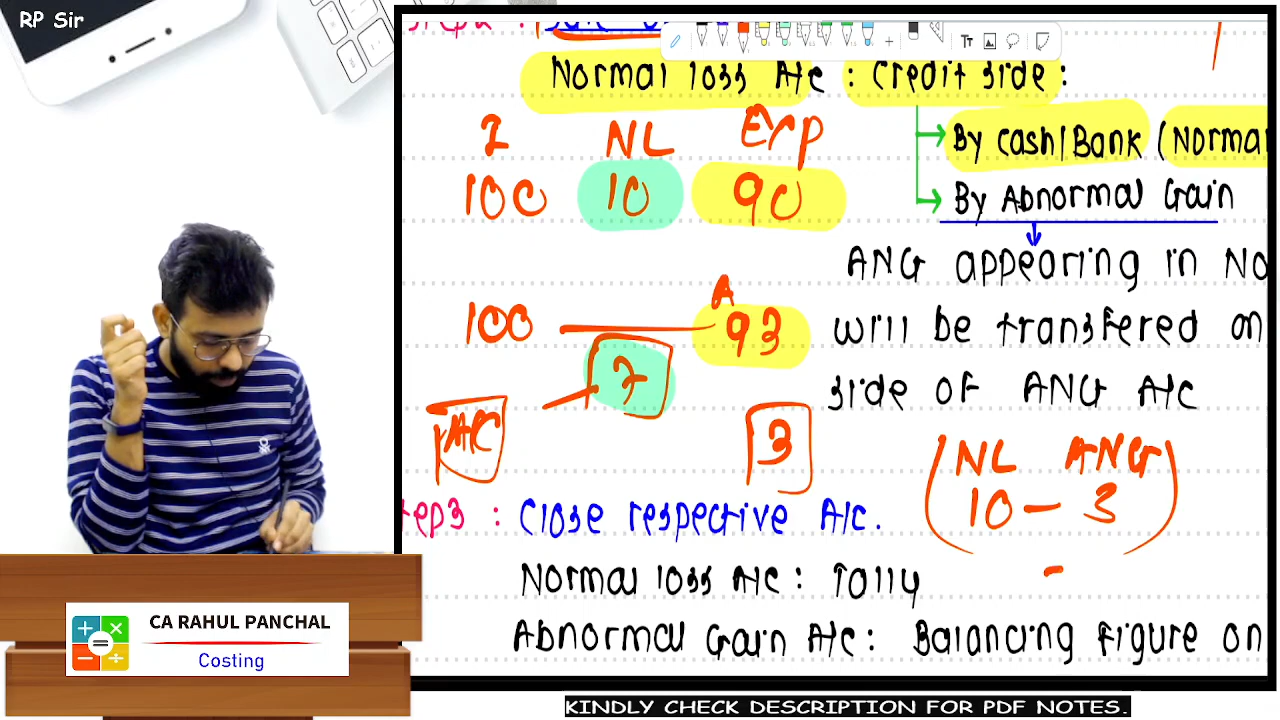 RP Sir
Step2 :
Normal loss A/c : Credit side :
I NL Exp
100 10 90
By Cash/Bank (Norma
By Abnormal Gain
ANG appearing in No
will be transfered on
side of ANG A/c
A
100 93
7
AC
3
NL ANG
10 - 3
tep3 : Close respective A/c.
Normal loss A/c : Tally
Abnormal Gain A/c : Balancing figure on
CA RAHUL PANCHAL
Costing
KINDLY CHECK DESCRIPTION FOR PDF NOTES.